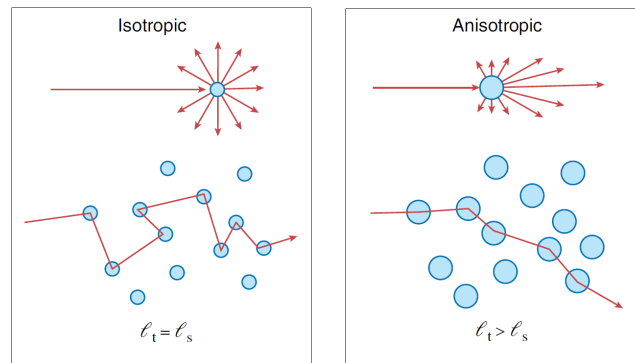 Isotropic
Anisotropic
ℓt = ℓs
ℓt > ℓs